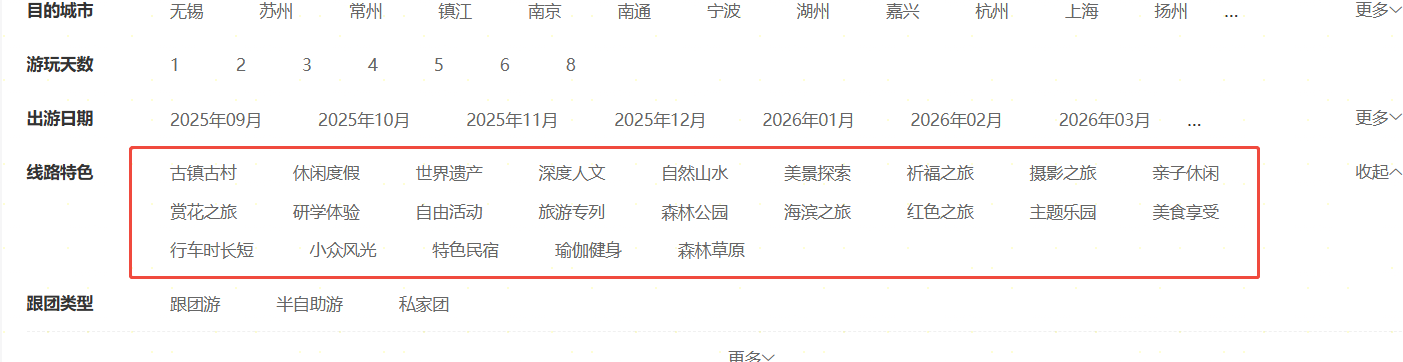 目的城市 无锡 苏州 常州 镇江 南京 南通 宁波 湖州 嘉兴 杭州 上海 扬州 ... 更多
游玩天数 1 2 3 4 5 6 8
出游日期 2025年09月 2025年10月 2025年11月 2025年12月 2026年01月 2026年02月 2026年03月 ... 更多
线路特色 古镇古村 休闲度假 世界遗产 深度人文 自然山水 美景探索 祈福之旅 摄影之旅 亲子休闲 收起
赏花之旅 研学体验 自由活动 旅游专列 森林公园 海滨之旅 红色之旅 主题乐园 美食享受
行车时长短 小众风光 特色民宿 瑜伽健身 森林草原
跟团类型 跟团游 半自助游 私家团
更多